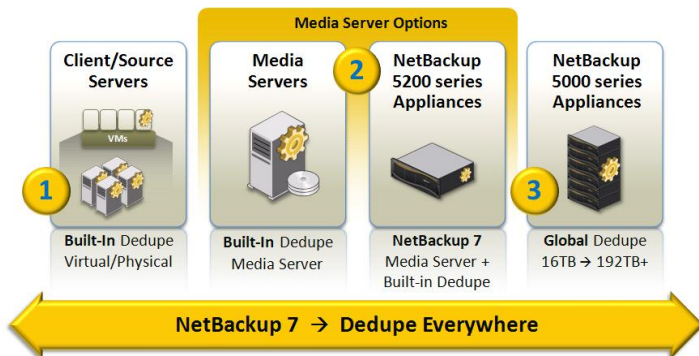 Media Server Options
Client/Source
Servers
VMs
1
Built-In Dedupe
Virtual/Physical
Media
Servers
Built-In Dedupe
Media Server
2
NetBackup
5200 series
Appliances
NetBackup 7
Media Server +
Built-in Dedupe
NetBackup
5000 series
Appliances
3
Global Dedupe
16TB → 192TB+
NetBackup 7 → Dedupe Everywhere